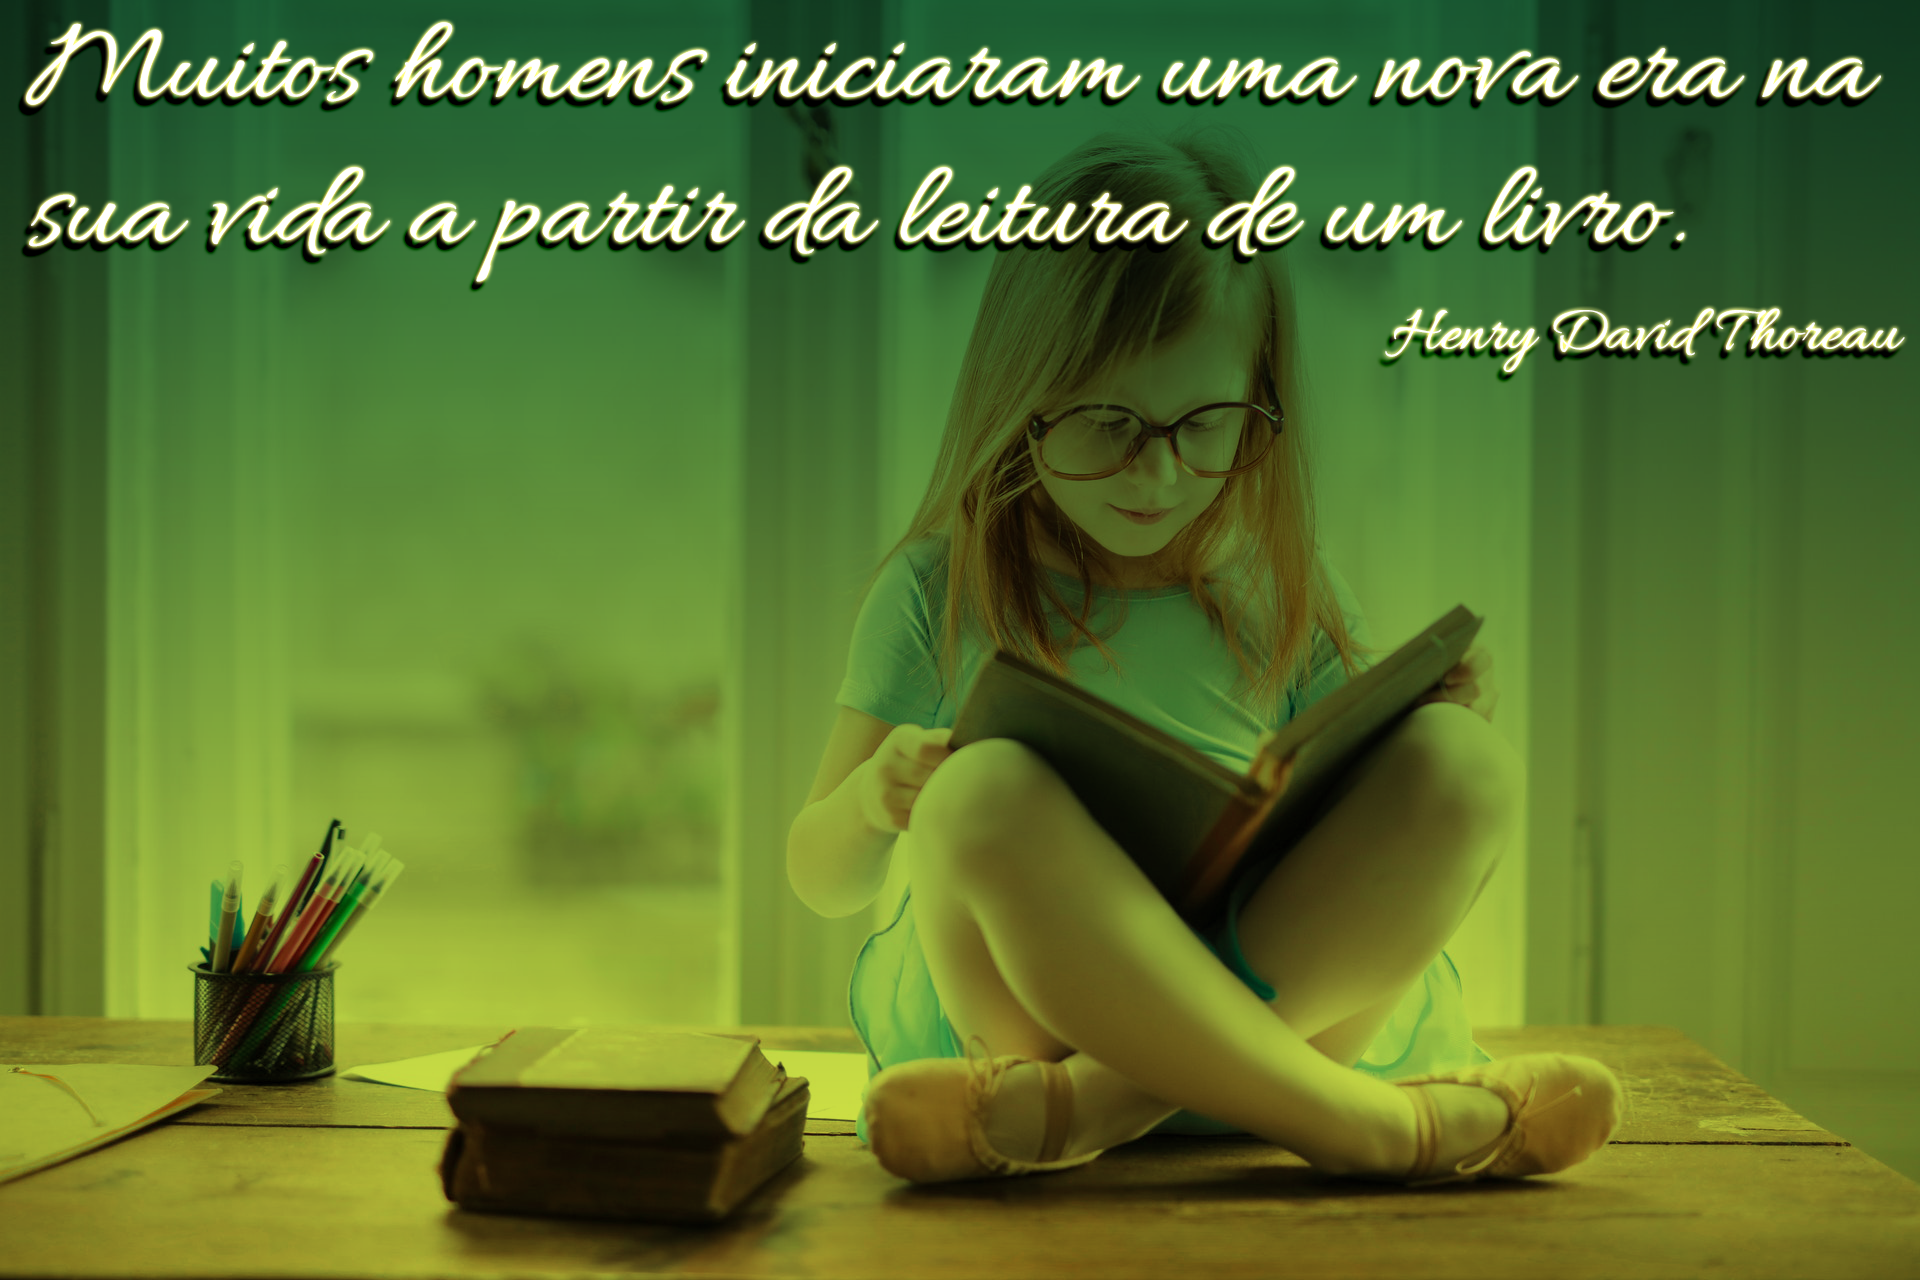 Muitos homens iniciaram uma nova era na
sua vida a partir da leitura de um livro.
Henry David Thoreau